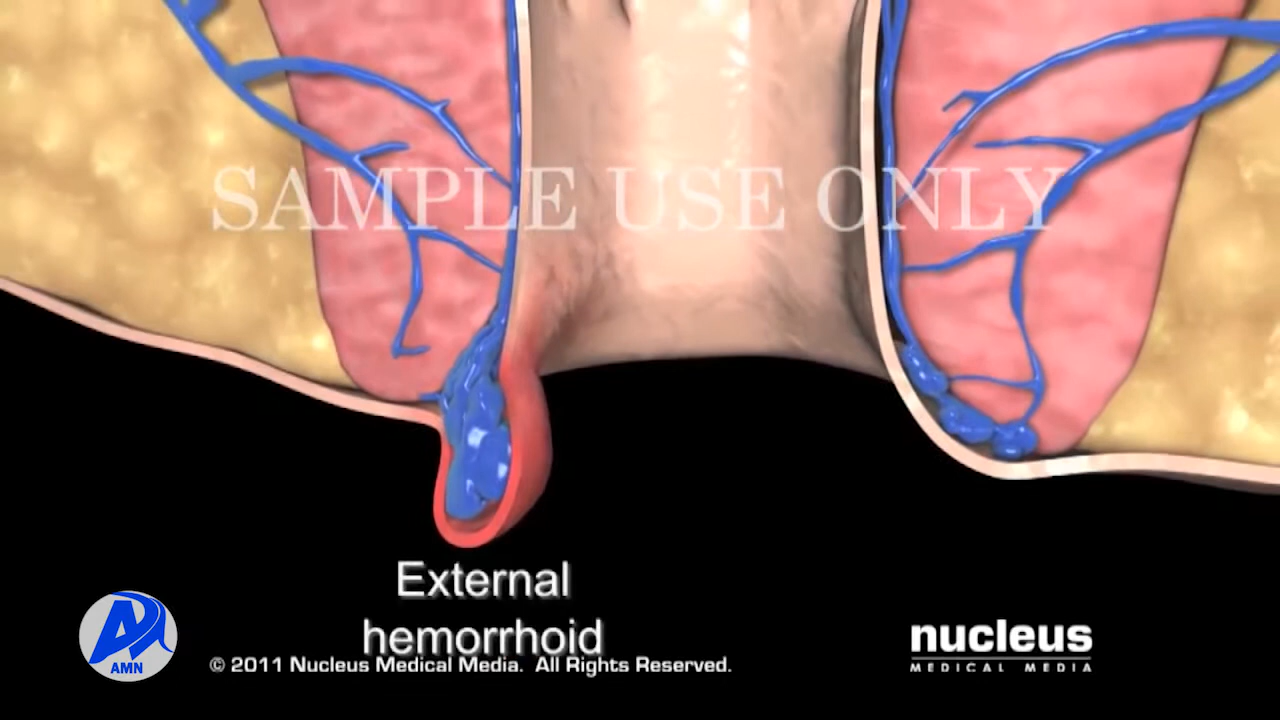 SAMPLE USE ONLY
External
hemorrhoid
© 2011 Nucleus Medical Media. All Rights Reserved.
AMN
nucleus
MEDICAL MEDIA